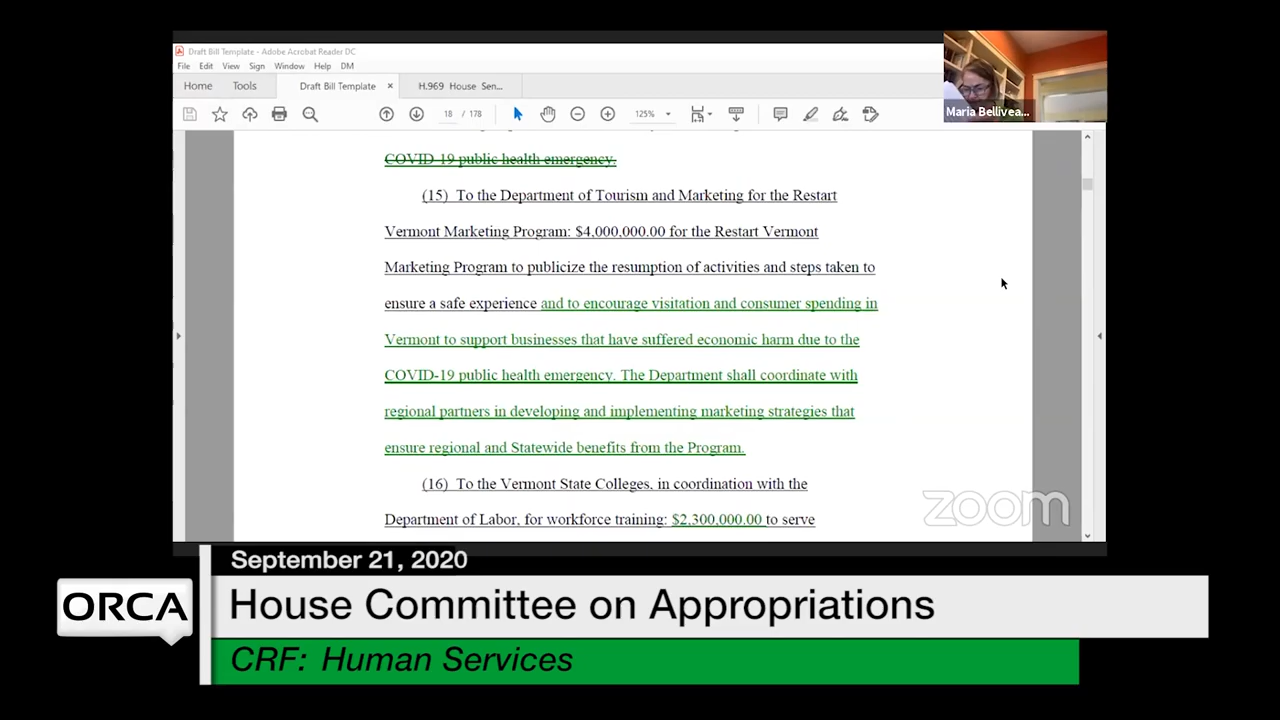 Draft Bill Template - Adobe Acrobat Reader DC
File Edit View Sign Window Help DM
Home Tools Draft Bill Template × H.969 House Sen...
18 / 178 125%
Maria Bellivea...
COVID-19 public health emergency.
(15) To the Department of Tourism and Marketing for the Restart
Vermont Marketing Program: $4,000,000.00 for the Restart Vermont
Marketing Program to publicize the resumption of activities and steps taken to
ensure a safe experience and to encourage visitation and consumer spending in
Vermont to support businesses that have suffered economic harm due to the
COVID-19 public health emergency. The Department shall coordinate with
regional partners in developing and implementing marketing strategies that
ensure regional and Statewide benefits from the Program.
(16) To the Vermont State Colleges, in coordination with the
Department of Labor, for workforce training: $2,300,000.00 to serve
zoom
September 21, 2020
ORCA
House Committee on Appropriations
CRF: Human Services